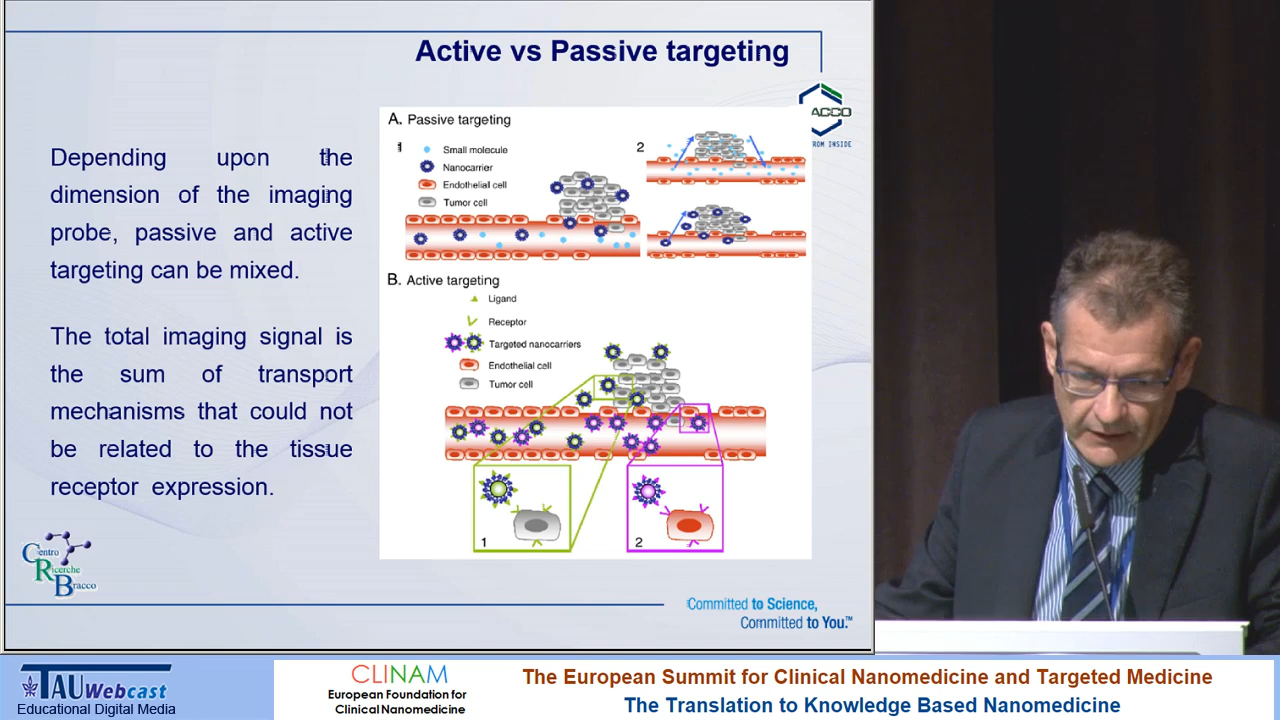 Active vs Passive targeting
ACCO
ROM INSIDE
Depending upon the
dimension of the imaging
probe, passive and active
targeting can be mixed.
The total imaging signal is
the sum of transport
mechanisms that could not
be related to the tissue
receptor expression.
A. Passive targeting
1
Small molecule
Nanocarrier
Endothelial cell
Tumor cell
2
B. Active targeting
Ligand
Receptor
Targeted nanocarriers
Endothelial cell
Tumor cell
1
2
Centro
Ricerche
Bracco
Committed to Science,
Committed to You.™
TAU Webcast
Educational Digital Media
CLINAM
European Foundation for
Clinical Nanomedicine
The European Summit for Clinical Nanomedicine and Targeted Medicine
The Translation to Knowledge Based Nanomedicine